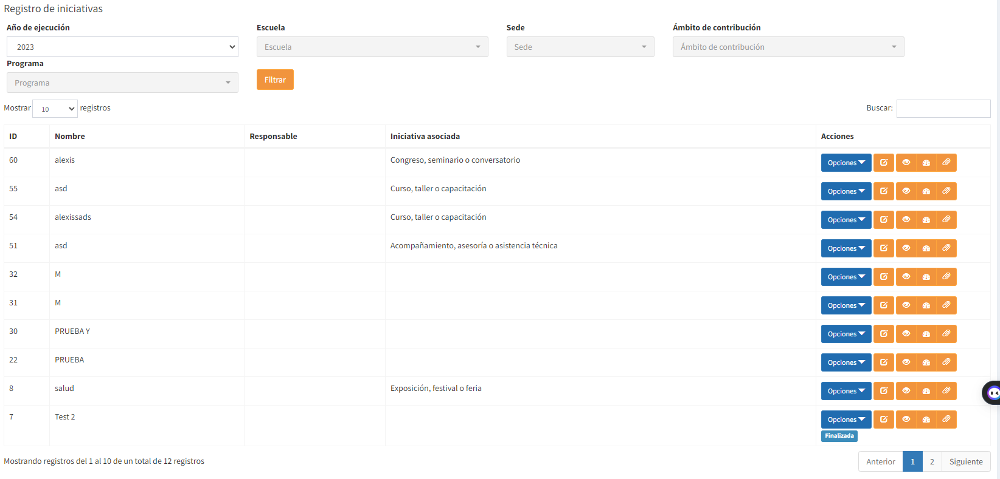 Registro de iniciativas
Año de ejecución Escuela Sede Ámbito de contribución
2023 Escuela Sede Ámbito de contribución
Programa
Programa Filtrar
Mostrar 10 registros Buscar:
ID Nombre Responsable Iniciativa asociada Acciones
60 alexis Congreso, seminario o conversatorio Opciones
55 asd Curso, taller o capacitación Opciones
54 alexissads Curso, taller o capacitación Opciones
51 asd Acompañamiento, asesoría o asistencia técnica Opciones
32 M Opciones
31 M Opciones
30 PRUEBA Y Opciones
22 PRUEBA Opciones
8 salud Exposición, festival o feria Opciones
7 Test 2 Opciones
Finalizada
Mostrando registros del 1 al 10 de un total de 12 registros Anterior 1 2 Siguiente